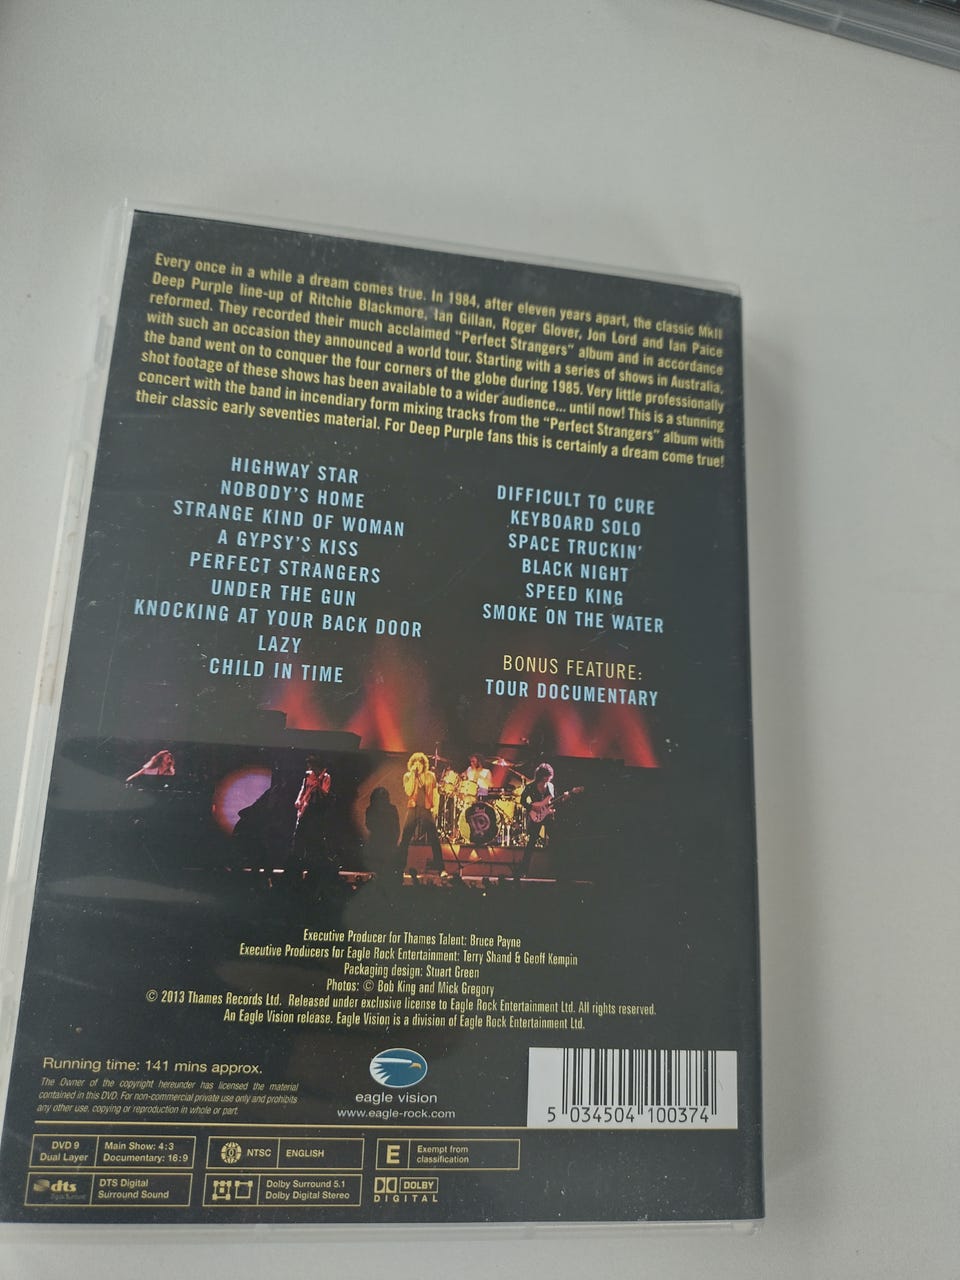 Every once in a while a dream comes true. In 1984, after eleven years apart, the classic MkII
Deep Purple line-up of Ritchie Blackmore, Ian Gillan, Roger Glover, Jon Lord and Ian Paice
reformed. They recorded their much acclaimed "Perfect Strangers" album and in accordance
with such an occasion they announced a world tour. Starting with a series of shows in Australia,
the band went on to conquer the four corners of the globe during 1985. Very little professionally
shot footage of these shows has been available to a wider audience... until now! This is a stunning
concert with the band in incendiary form mixing tracks from the "Perfect Strangers" album with
their classic early seventies material. For Deep Purple fans this is certainly a dream come true!
HIGHWAY STAR
NOBODY'S HOME
STRANGE KIND OF WOMAN
A GYPSY'S KISS
PERFECT STRANGERS
UNDER THE GUN
KNOCKING AT YOUR BACK DOOR
LAZY
CHILD IN TIME
DIFFICULT TO CURE
KEYBOARD SOLO
SPACE TRUCKIN'
BLACK NIGHT
SPEED KING
SMOKE ON THE WATER
BONUS FEATURE:
TOUR DOCUMENTARY
Executive Producer for Thames Talent: Bruce Payne
Executive Producers for Eagle Rock Entertainment: Terry Shand & Geoff Kempin
Packaging design: Stuart Green
Photos: © Bob King and Mick Gregory
© 2013 Thames Records Ltd. Released under exclusive license to Eagle Rock Entertainment Ltd. All rights reserved.
An Eagle Vision release. Eagle Vision is a division of Eagle Rock Entertainment Ltd.
Running time: 141 mins approx.
The Owner of the copyright hereunder has licensed the material
contained in this DVD. For non-commercial private use only and prohibits
any other use, copying or reproduction in whole or part.
eagle vision
www.eagle-rock.com
5 034504 100374
DVD 9
Dual Layer
Main Show: 4:3
Documentary: 16:9
NTSC
ENGLISH
E
Exempt from
classification
dts
Digital Surround
DTS Digital
Surround Sound
Dolby Surround 5.1
Dolby Digital Stereo
DOLBY
DIGITAL